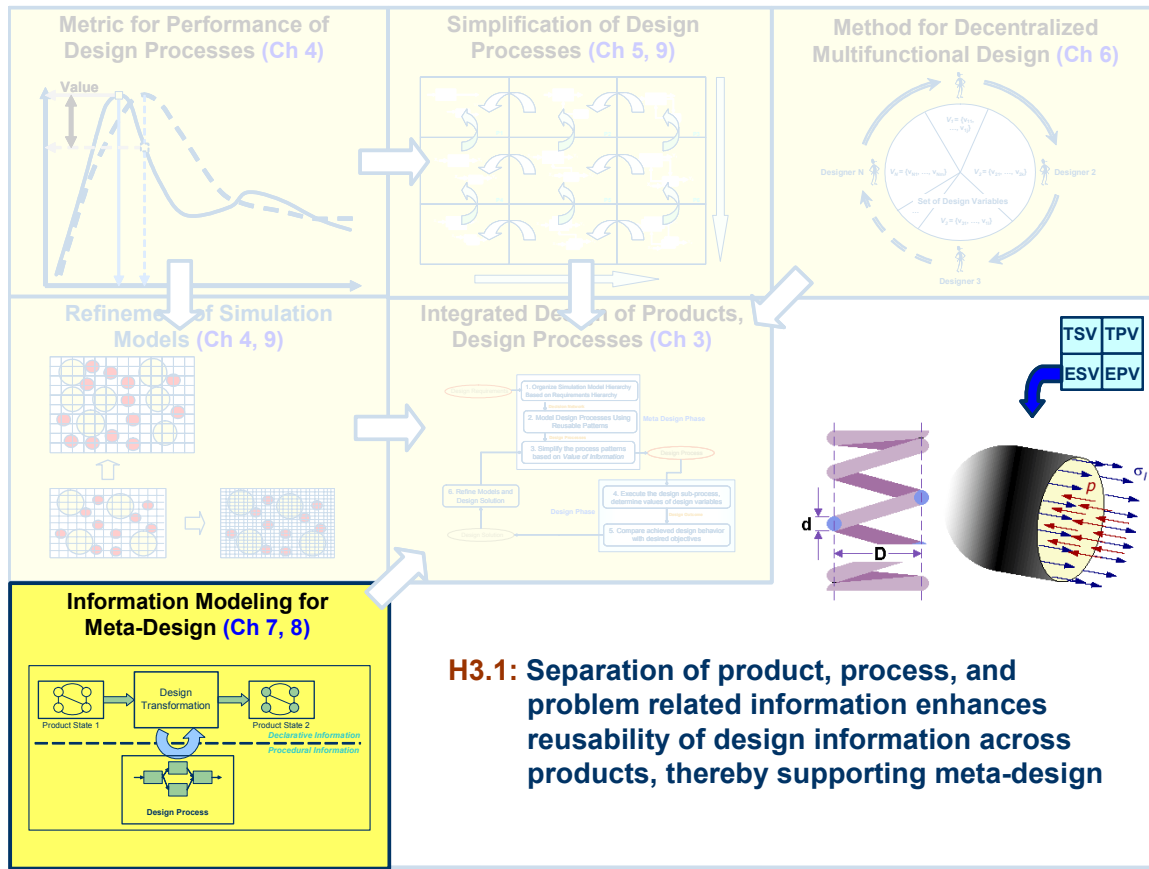 Metric for Performance of
Design Processes (Ch 4)
Value
Simplification of Design
Processes (Ch 5, 9)
Method for Decentralized
Multifunctional Design (Ch 6)
Designer N
Designer 2
Set of Design Variables
Designer 3
Models (Ch 4, 9)
Integrated Design of Products,
Design Processes (Ch 3)
1. Organize Simulation Model Hierarchy
Based on Requirements Hierarchy
2. Model Design Processes Using
Reusable Patterns
Meta Design Phase
3. Simplify the process patterns
based on Value of Information
Design Process
6. Refine Models and
Design Solution
Design Phase
4. Execute the design sub-process,
determine values of design variables
5. Compare achieved design behavior
with desired objectives
Design Solution
TSV TPV
ESV EPV
d
D
p
σl
Information Modeling for
Meta-Design (Ch 7, 8)
Design
Transformation
Product State 1
Product State 2
Declarative Information
Procedural Information
Design Process
H3.1: Separation of product, process, and
problem related information enhances
reusability of design information across
products, thereby supporting meta-design